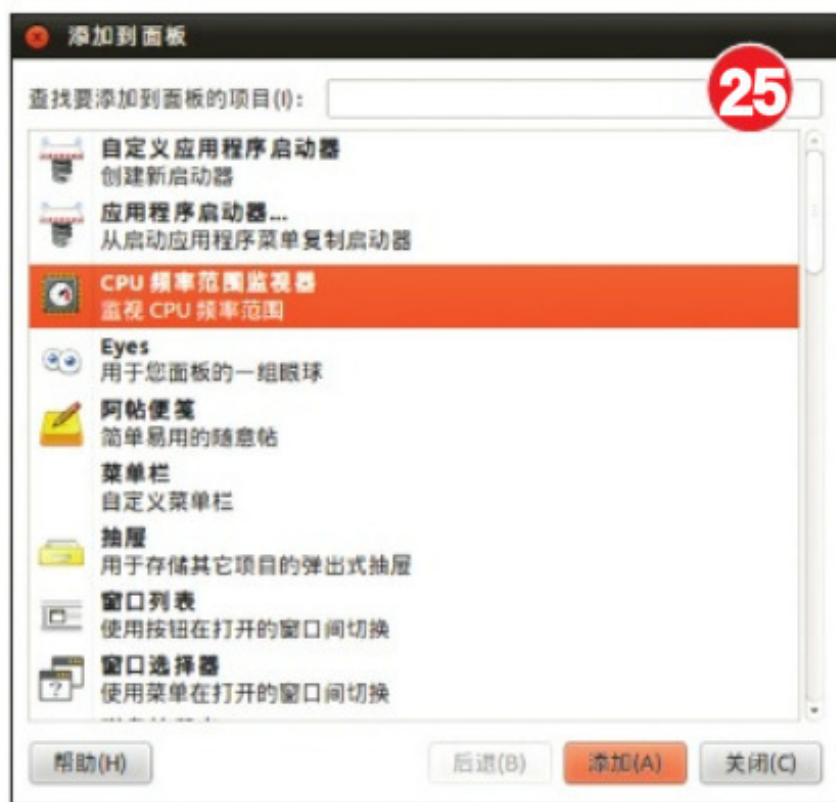 添加到面板
25
查找要添加到面板的项目(I):
自定义应用程序启动器
创建新启动器
应用程序启动器...
从启动应用程序菜单复制启动器
CPU 频率范围监视器
监视 CPU 频率范围
Eyes
用于您面板的一组眼球
阿帖便笺
简单易用的随意帖
菜单栏
自定义菜单栏
抽屉
用于存储其它项目的弹出式抽屉
窗口列表
使用按钮在打开的窗口间切换
窗口选择器
使用菜单在打开的窗口间切换
帮助(H)
后退(B)
添加(A)
关闭(C)